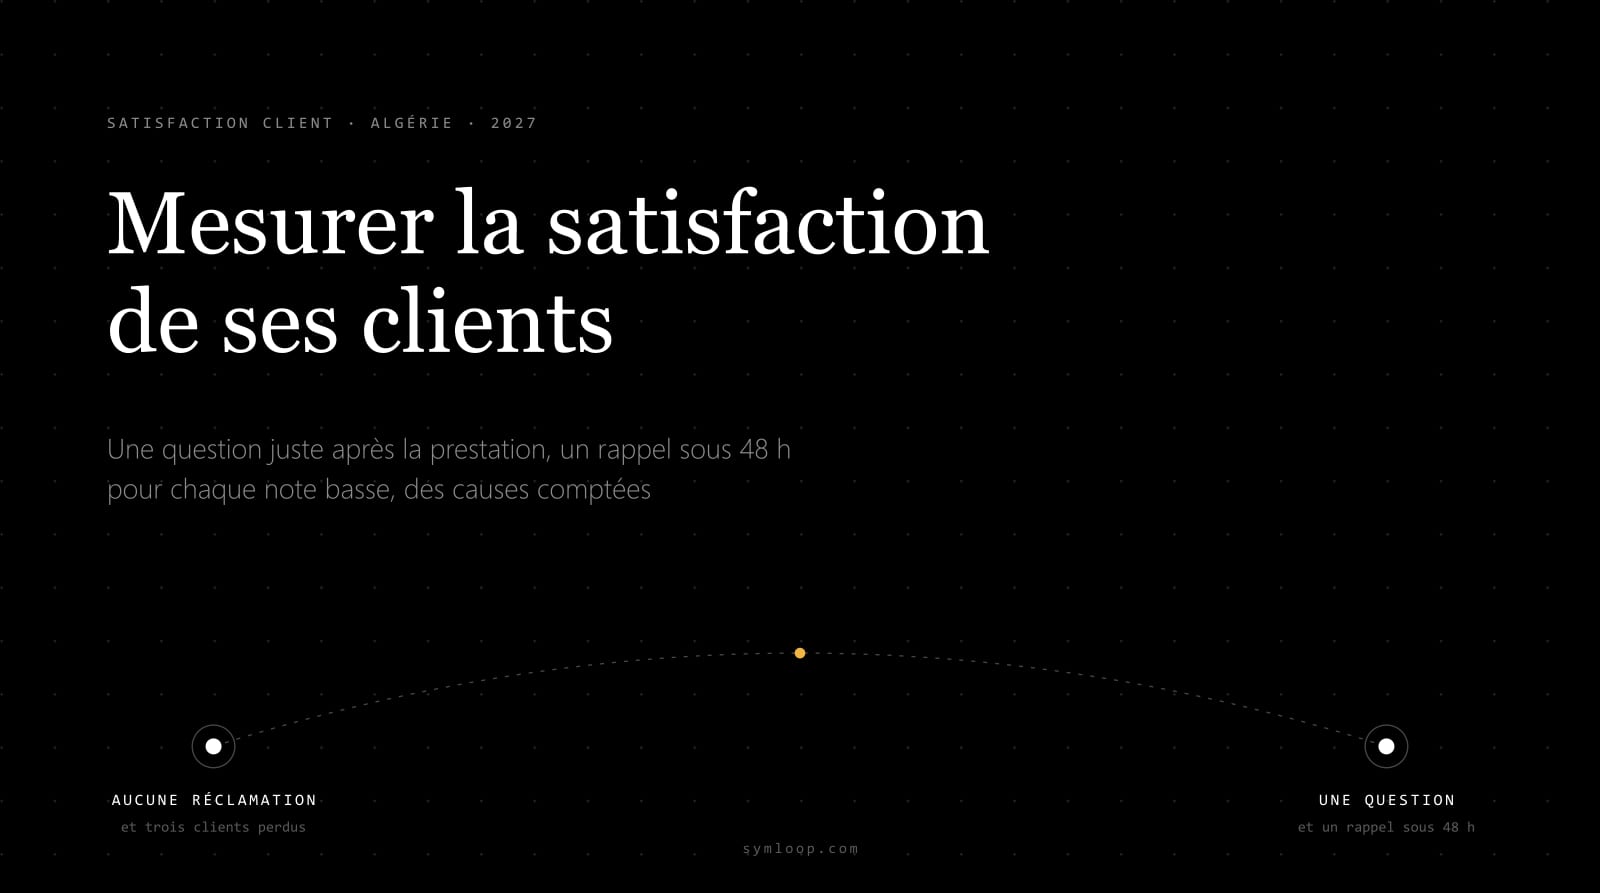 SATISFACTION CLIENT · ALGÉRIE · 2027
Mesurer la satisfaction
de ses clients
Une question juste après la prestation, un rappel sous 48 h
pour chaque note basse, des causes comptées
AUCUNE RÉCLAMATION
et trois clients perdus
UNE QUESTION
et un rappel sous 48 h
symloop.com